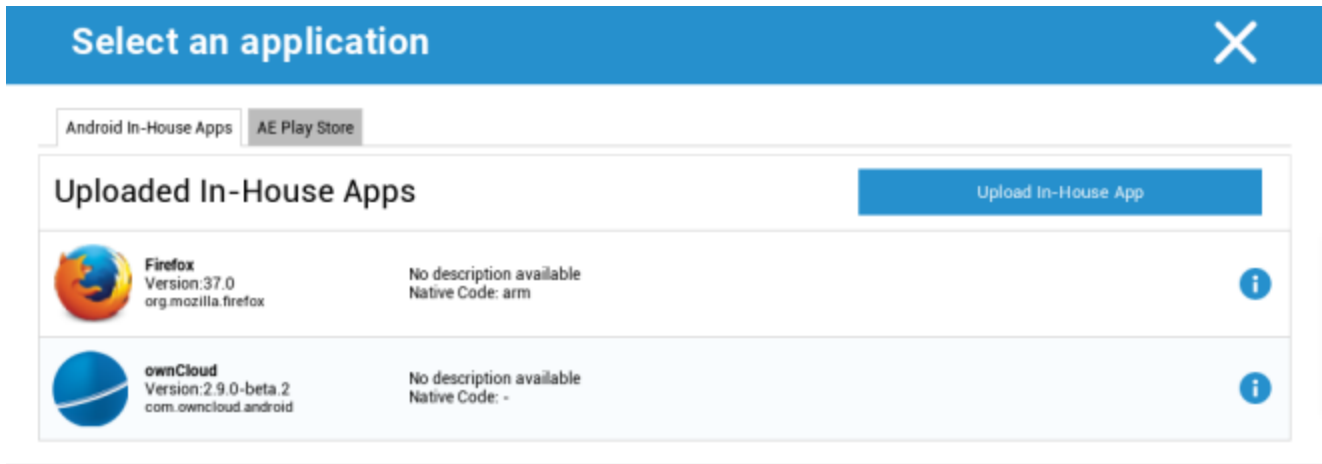 Select an application
Android In-House Apps AE Play Store
Uploaded In-House Apps
Upload In-House App
Firefox
Version:37.0
org.mozilla.firefox
No description available
Native Code: arm
ownCloud
Version:2.9.0-beta.2
com.owncloud.android
No description available
Native Code: -